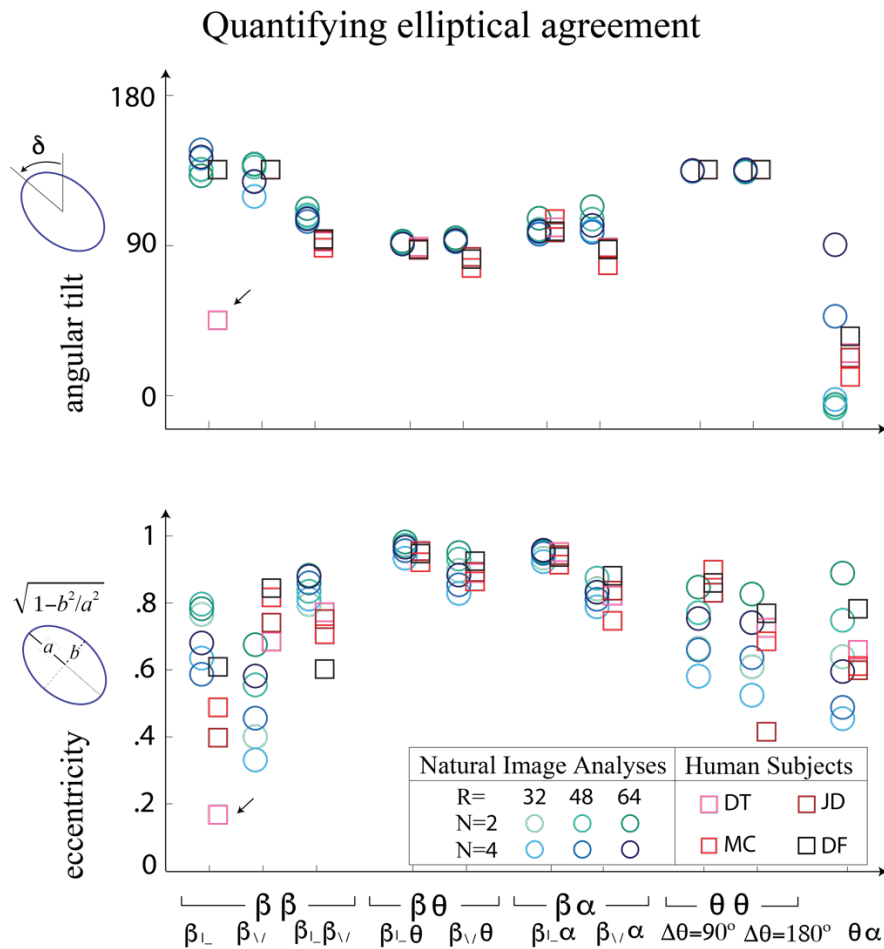 Quantifying elliptical agreement
180
δ
90
0
angular tilt
1
√1−b²/a²
.8
a b
.6
.4
.2
0
eccentricity
Natural Image Analyses Human Subjects
R= 32 48 64
N=2
N=4
DT JD
MC DF
β β β θ β α θ θ
β|_ β\/ β|_β\/ β|_θ β\/θ β|_α β\/α Δθ=90° Δθ=180° θ α